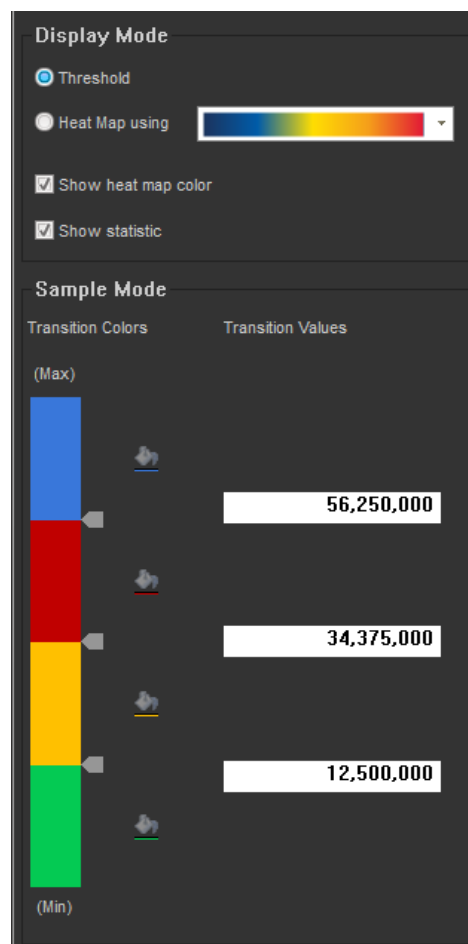 Display Mode
Threshold
Heat Map using
Show heat map color
Show statistic
Sample Mode
Transition Colors Transition Values
(Max)
56,250,000
34,375,000
12,500,000
(Min)